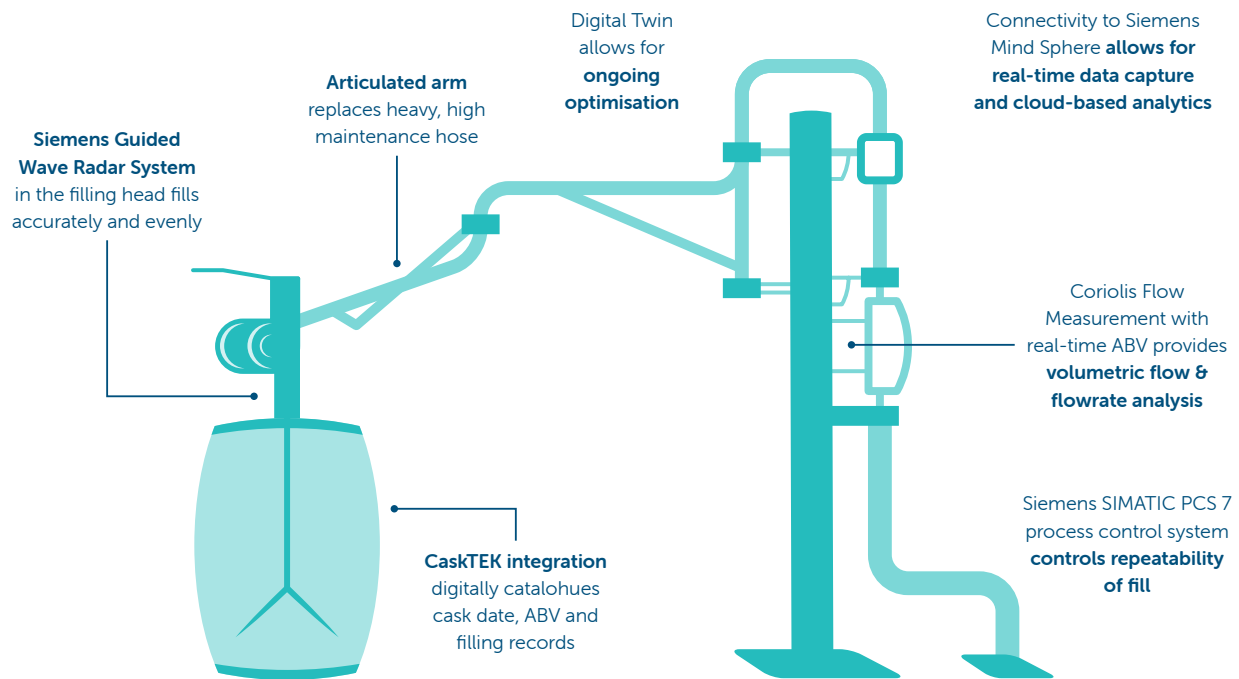 Digital Twin
allows for
ongoing
optimisation
Connectivity to Siemens
Mind Sphere allows for
real-time data capture
and cloud-based analytics
Articulated arm
replaces heavy, high
maintenance hose
Siemens Guided
Wave Radar System
in the filling head fills
accurately and evenly
Coriolis Flow
Measurement with
real-time ABV provides
volumetric flow &
flowrate analysis
Siemens SIMATIC PCS 7
process control system
controls repeatability
of fill
CaskTEK integration
digitally catalohues
cask date, ABV and
filling records